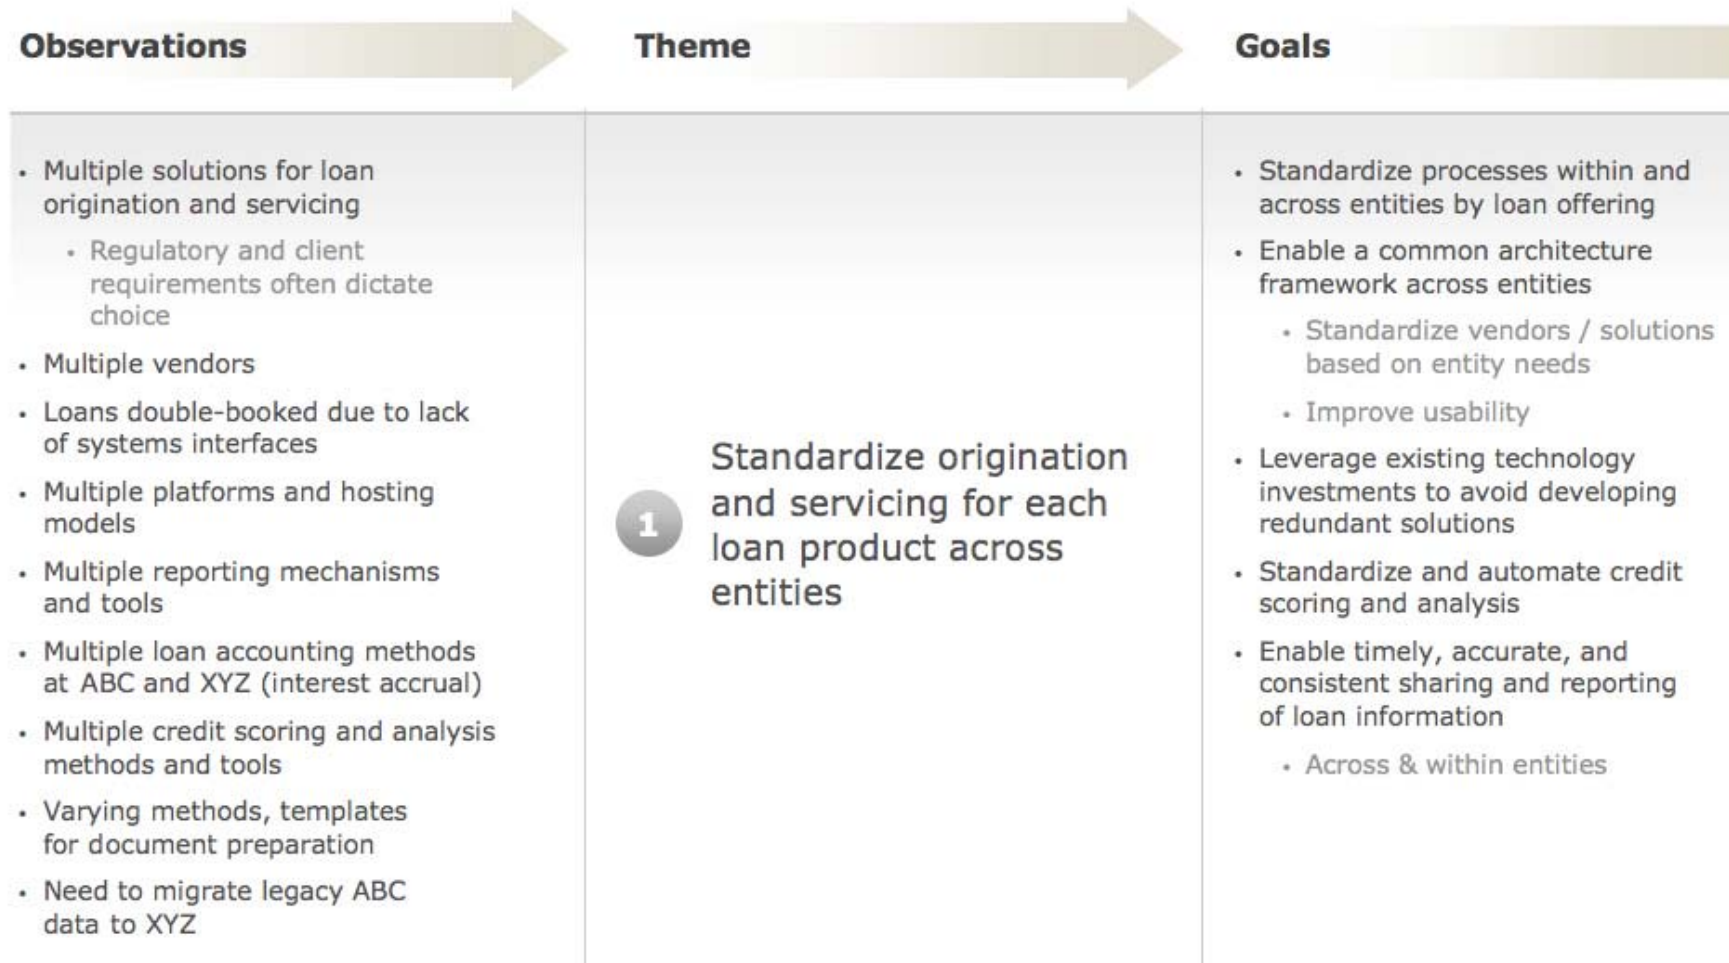 Observations
Theme
Goals
• Multiple solutions for loan
origination and servicing
• Regulatory and client
requirements often dictate
choice
• Multiple vendors
• Loans double-booked due to lack
of systems interfaces
• Multiple platforms and hosting
models
• Multiple reporting mechanisms
and tools
• Multiple loan accounting methods
at ABC and XYZ (interest accrual)
• Multiple credit scoring and analysis
methods and tools
• Varying methods, templates
for document preparation
• Need to migrate legacy ABC
data to XYZ
1
Standardize origination
and servicing for each
loan product across
entities
• Standardize processes within and
across entities by loan offering
• Enable a common architecture
framework across entities
• Standardize vendors / solutions
based on entity needs
• Improve usability
• Leverage existing technology
investments to avoid developing
redundant solutions
• Standardize and automate credit
scoring and analysis
• Enable timely, accurate, and
consistent sharing and reporting
of loan information
• Across & within entities